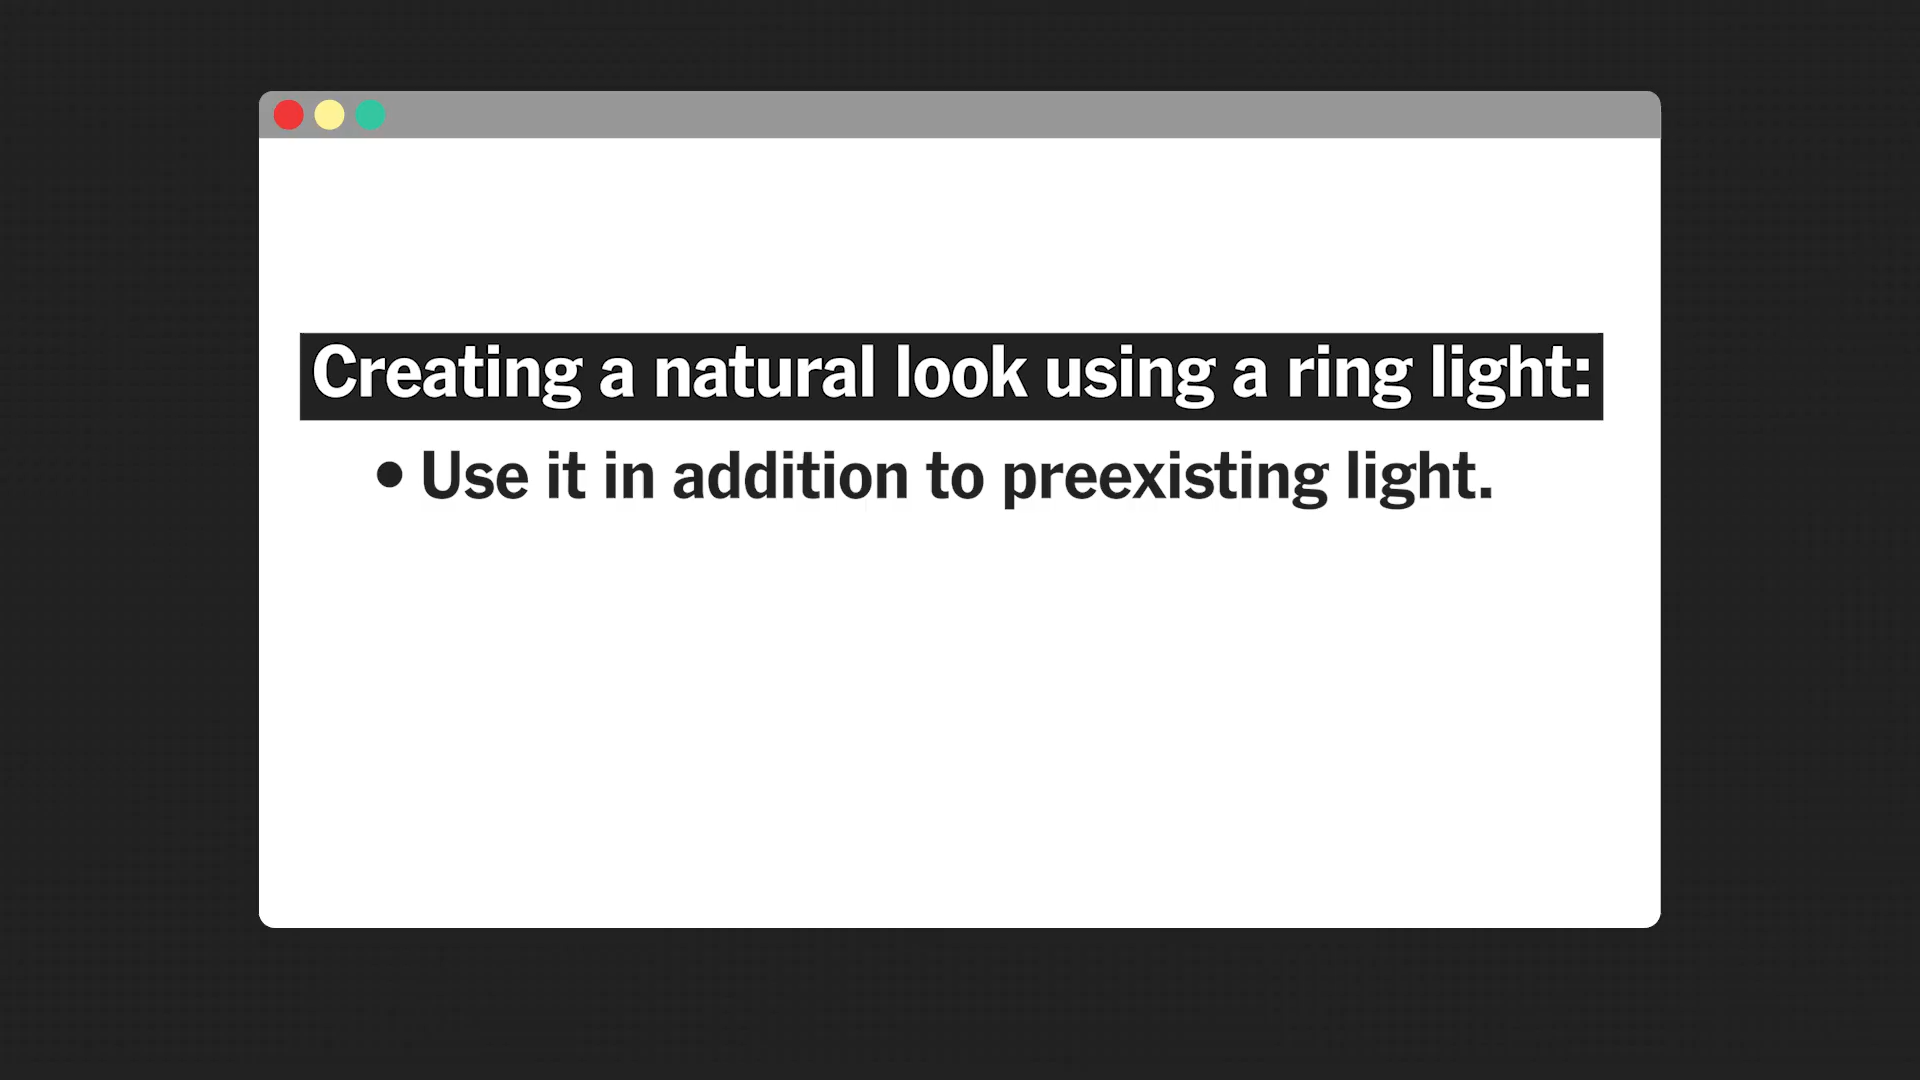 Creating a natural look using a ring light:
• Use it in addition to preexisting light.